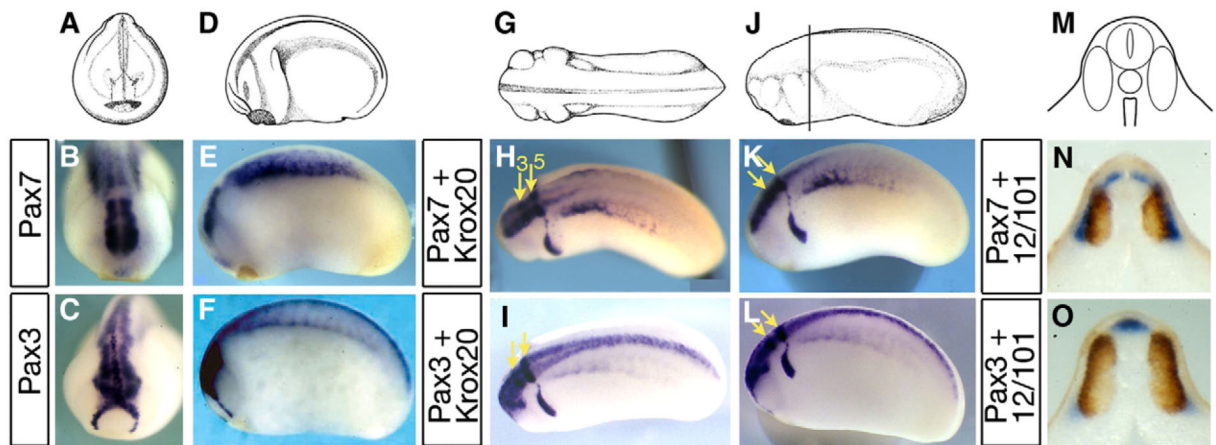 A
D
G
J
M
Pax7
B
E
Pax7 +
Krox20
H
3,5
K
Pax7 +
12/101
N
Pax3
C
F
Pax3 +
Krox20
I
L
Pax3 +
12/101
O